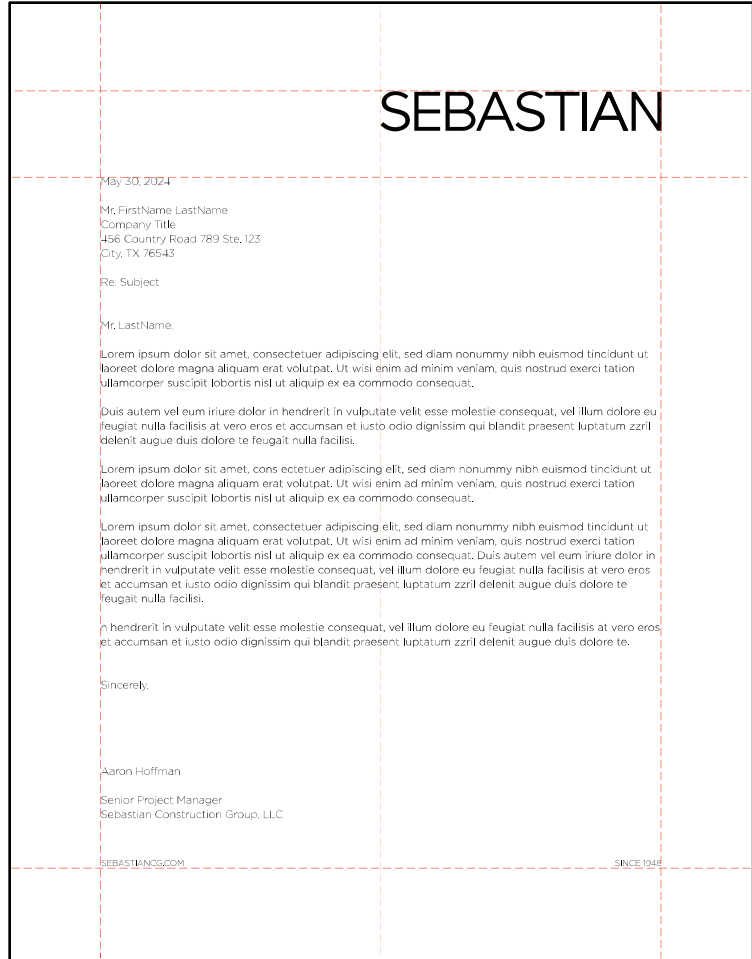 SEBASTIAN
May 30, 2024
Mr. FirstName LastName
Company Title
456 Country Road 789 Ste. 123
City, TX 76543
Re: Subject
Mr. LastName,
Lorem ipsum dolor sit amet, consectetuer adipiscing elit, sed diam nonummy nibh euismod tincidunt ut
laoreet dolore magna aliquam erat volutpat. Ut wisi enim ad minim veniam, quis nostrud exerci tation
ullamcorper suscipit lobortis nisl ut aliquip ex ea commodo consequat.
Duis autem vel eum iriure dolor in hendrerit in vulputate velit esse molestie consequat, vel illum dolore eu
feugiat nulla facilisis at vero eros et accumsan et iusto odio dignissim qui blandit praesent luptatum zzril
delenit augue duis dolore te feugait nulla facilisi.
Lorem ipsum dolor sit amet, cons ectetuer adipiscing elit, sed diam nonummy nibh euismod tincidunt ut
laoreet dolore magna aliquam erat volutpat. Ut wisi enim ad minim veniam, quis nostrud exerci tation
ullamcorper suscipit lobortis nisl ut aliquip ex ea commodo consequat.
Lorem ipsum dolor sit amet, consectetuer adipiscing elit, sed diam nonummy nibh euismod tincidunt ut
laoreet dolore magna aliquam erat volutpat. Ut wisi enim ad minim veniam, quis nostrud exerci tation
ullamcorper suscipit lobortis nisl ut aliquip ex ea commodo consequat. Duis autem vel eum iriure dolor in
hendrerit in vulputate velit esse molestie consequat, vel illum dolore eu feugiat nulla facilisis at vero eros
et accumsan et iusto odio dignissim qui blandit praesent luptatum zzril delenit augue duis dolore te
feugait nulla facilisi.
n hendrerit in vulputate velit esse molestie consequat, vel illum dolore eu feugiat nulla facilisis at vero eros
et accumsan et iusto odio dignissim qui blandit praesent luptatum zzril delenit augue duis dolore te.
Sincerely,
Aaron Hoffman
Senior Project Manager
Sebastian Construction Group, LLC
SEBASTIANCG.COM
SINCE 1948